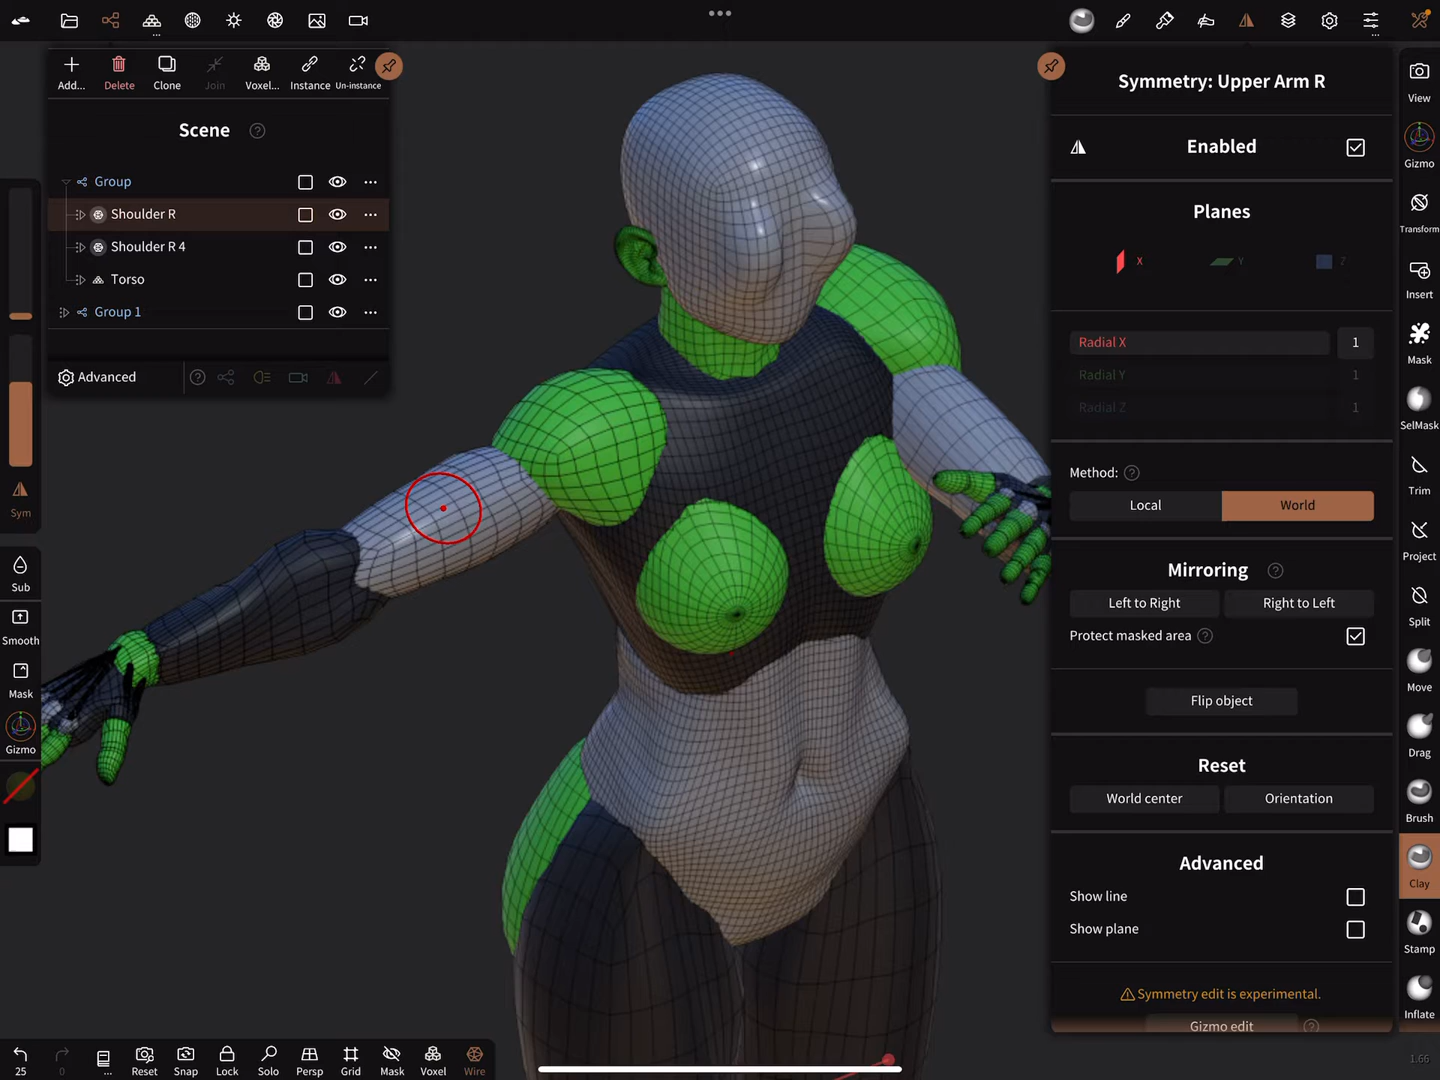 Add...
Delete
Clone
Join
Voxel...
Instance
Un-instance
Scene
Group
Shoulder R
Shoulder R 4
Torso
Group 1
Advanced
Sym
Sub
Smooth
Mask
Gizmo
Symmetry: Upper Arm R
Enabled
Planes
X
Y
Z
Radial X 1
Radial Y 1
Radial Z 1
Method:
Local
World
Mirroring
Left to Right
Right to Left
Protect masked area
Flip object
Reset
World center
Orientation
Advanced
Show line
Show plane
Symmetry edit is experimental.
Gizmo edit
View
Gizmo
Transform
Insert
Mask
SelMask
Trim
Project
Split
Move
Drag
Brush
Clay
Stamp
Inflate
25
0
...
Reset
Snap
Lock
Solo
Persp
Grid
Mask
Voxel
Wire
1.66